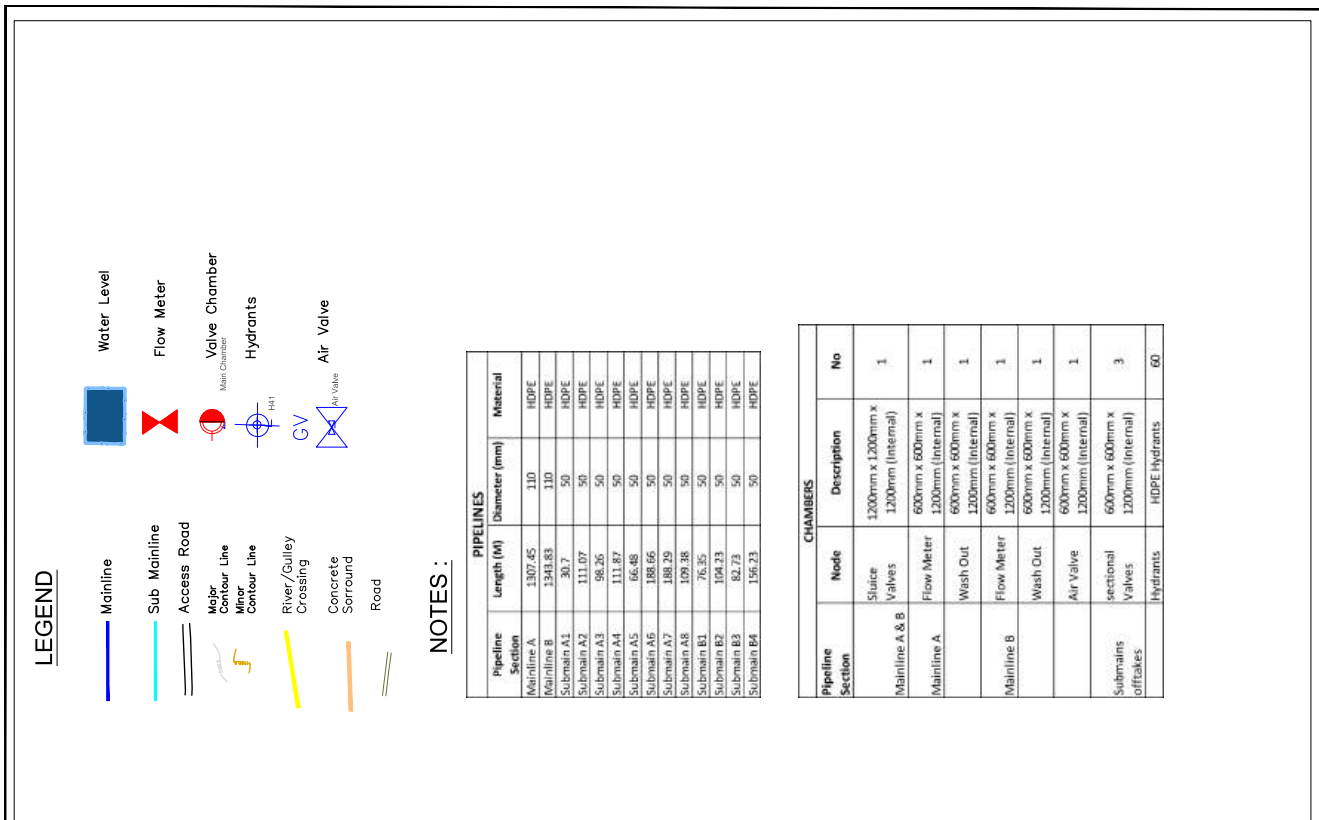 LEGEND
Mainline
Sub Mainline
Access Road
Major
Contour Line
Minor
Contour Line
River/Gulley
Crossing
Concrete
Sorround
Road
Water Level
Flow Meter
Valve Chamber
Main Chamber
Hydrants
H41
GV
Air Valve
Air Valve
NOTES :
PIPELINES
Pipeline Section Length (M) Diameter (mm) Material
Mainline A 1307.45 110 HDPE
Mainline B 1343.83 110 HDPE
Submain A1 30.7 50 HDPE
Submain A2 111.07 50 HDPE
Submain A3 98.26 50 HDPE
Submain A4 111.87 50 HDPE
Submain A5 66.48 50 HDPE
Submain A6 188.66 50 HDPE
Submain A7 188.29 50 HDPE
Submain A8 109.38 50 HDPE
Submain B1 76.35 50 HDPE
Submain B2 104.23 50 HDPE
Submain B3 82.73 50 HDPE
Submain B4 156.23 50 HDPE
CHAMBERS
Pipeline Section Node Description No
Mainline A & B Sluice Valves 1200mm x 1200mm x 1200mm (Internal) 1
Mainline A Flow Meter 600mm x 600mm x 1200mm (Internal) 1
Wash Out 600mm x 600mm x 1200mm (Internal) 1
Mainline B Flow Meter 600mm x 600mm x 1200mm (Internal) 1
Wash Out 600mm x 600mm x 1200mm (Internal) 1
Air Valve 600mm x 600mm x 1200mm (Internal) 1
Submains offtakes sectional Valves 600mm x 600mm x 1200mm (Internal) 3
Hydrants HDPE Hydrants 60